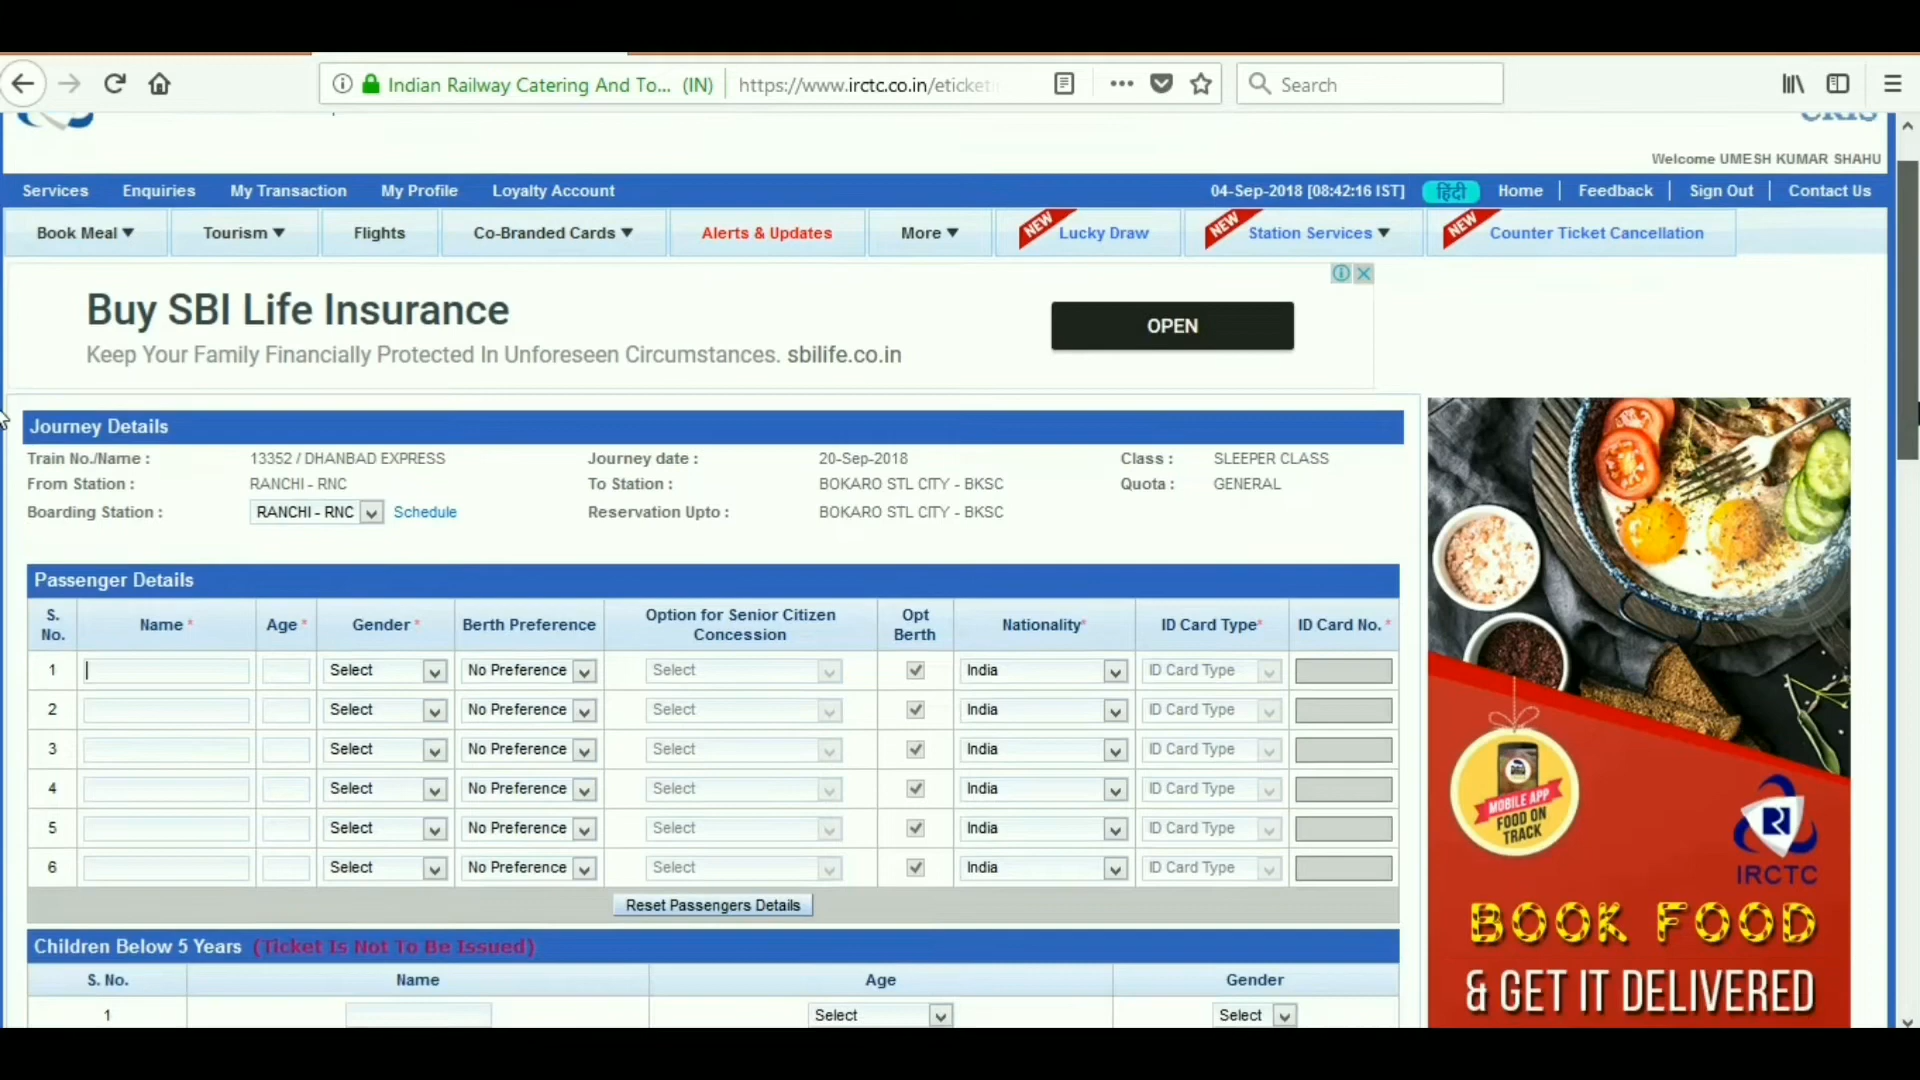 Indian Railway Catering And To... (IN) https://www.irctc.co.in/eticket Search
CRIS
Welcome UMESH KUMAR SHAHU
Services Enquiries My Transaction My Profile Loyalty Account 04-Sep-2018 [08:42:16 IST] हिंदी Home Feedback Sign Out Contact Us
Book Meal Tourism Flights Co-Branded Cards Alerts & Updates More NEW Lucky Draw NEW Station Services NEW Counter Ticket Cancellation
Buy SBI Life Insurance
Keep Your Family Financially Protected In Unforeseen Circumstances. sbilife.co.in
OPEN
Journey Details
Train No./Name : 13352 / DHANBAD EXPRESS Journey date : 20-Sep-2018 Class : SLEEPER CLASS
From Station : RANCHI - RNC To Station : BOKARO STL CITY - BKSC Quota : GENERAL
Boarding Station : RANCHI - RNC Schedule Reservation Upto : BOKARO STL CITY - BKSC
Passenger Details
S. No. Name * Age * Gender * Berth Preference Option for Senior Citizen Concession Opt Berth Nationality* ID Card Type* ID Card No. *
1 Select No Preference Select India ID Card Type
2 Select No Preference Select India ID Card Type
3 Select No Preference Select India ID Card Type
4 Select No Preference Select India ID Card Type
5 Select No Preference Select India ID Card Type
6 Select No Preference Select India ID Card Type
Reset Passengers Details
Children Below 5 Years (Ticket Is Not To Be Issued)
S. No. Name Age Gender
1 Select Select
MOBILE APP
FOOD ON
TRACK
IRCTC
BOOK FOOD
& GET IT DELIVERED